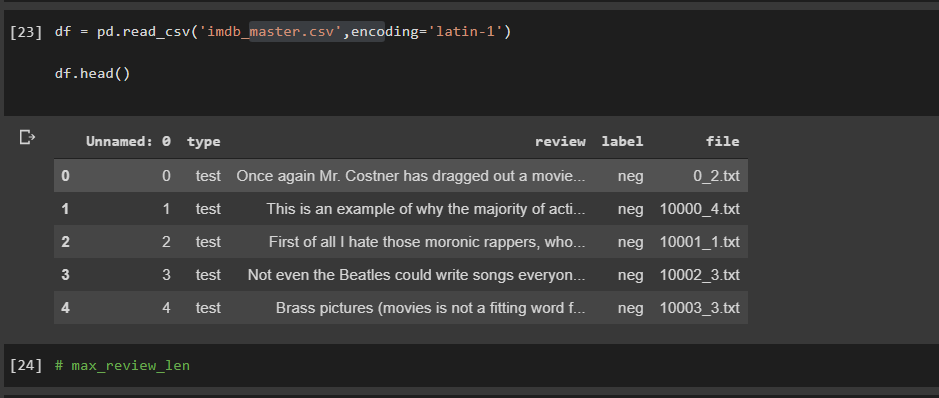 [23] df = pd.read_csv('imdb_master.csv',encoding='latin-1')
df.head()
Unnamed: 0 type review label file
0 0 test Once again Mr. Costner has dragged out a movie... neg 0_2.txt
1 1 test This is an example of why the majority of acti... neg 10000_4.txt
2 2 test First of all I hate those moronic rappers, who... neg 10001_1.txt
3 3 test Not even the Beatles could write songs everyon... neg 10002_3.txt
4 4 test Brass pictures (movies is not a fitting word f... neg 10003_3.txt
[24] # max_review_len